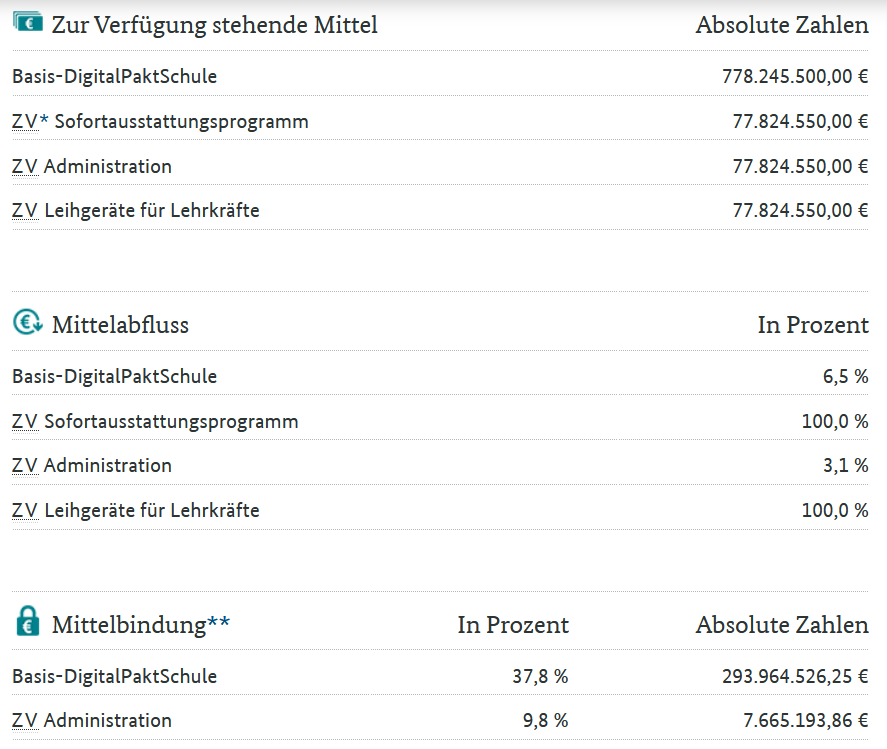 Zur Verfügung stehende Mittel Absolute Zahlen
Basis-DigitalPaktSchule 778.245.500,00 €
ZV* Sofortausstattungsprogramm 77.824.550,00 €
ZV Administration 77.824.550,00 €
ZV Leihgeräte für Lehrkräfte 77.824.550,00 €
Mittelabfluss In Prozent
Basis-DigitalPaktSchule 6,5 %
ZV Sofortausstattungsprogramm 100,0 %
ZV Administration 3,1 %
ZV Leihgeräte für Lehrkräfte 100,0 %
Mittelbindung** In Prozent Absolute Zahlen
Basis-DigitalPaktSchule 37,8 % 293.964.526,25 €
ZV Administration 9,8 % 7.665.193,86 €